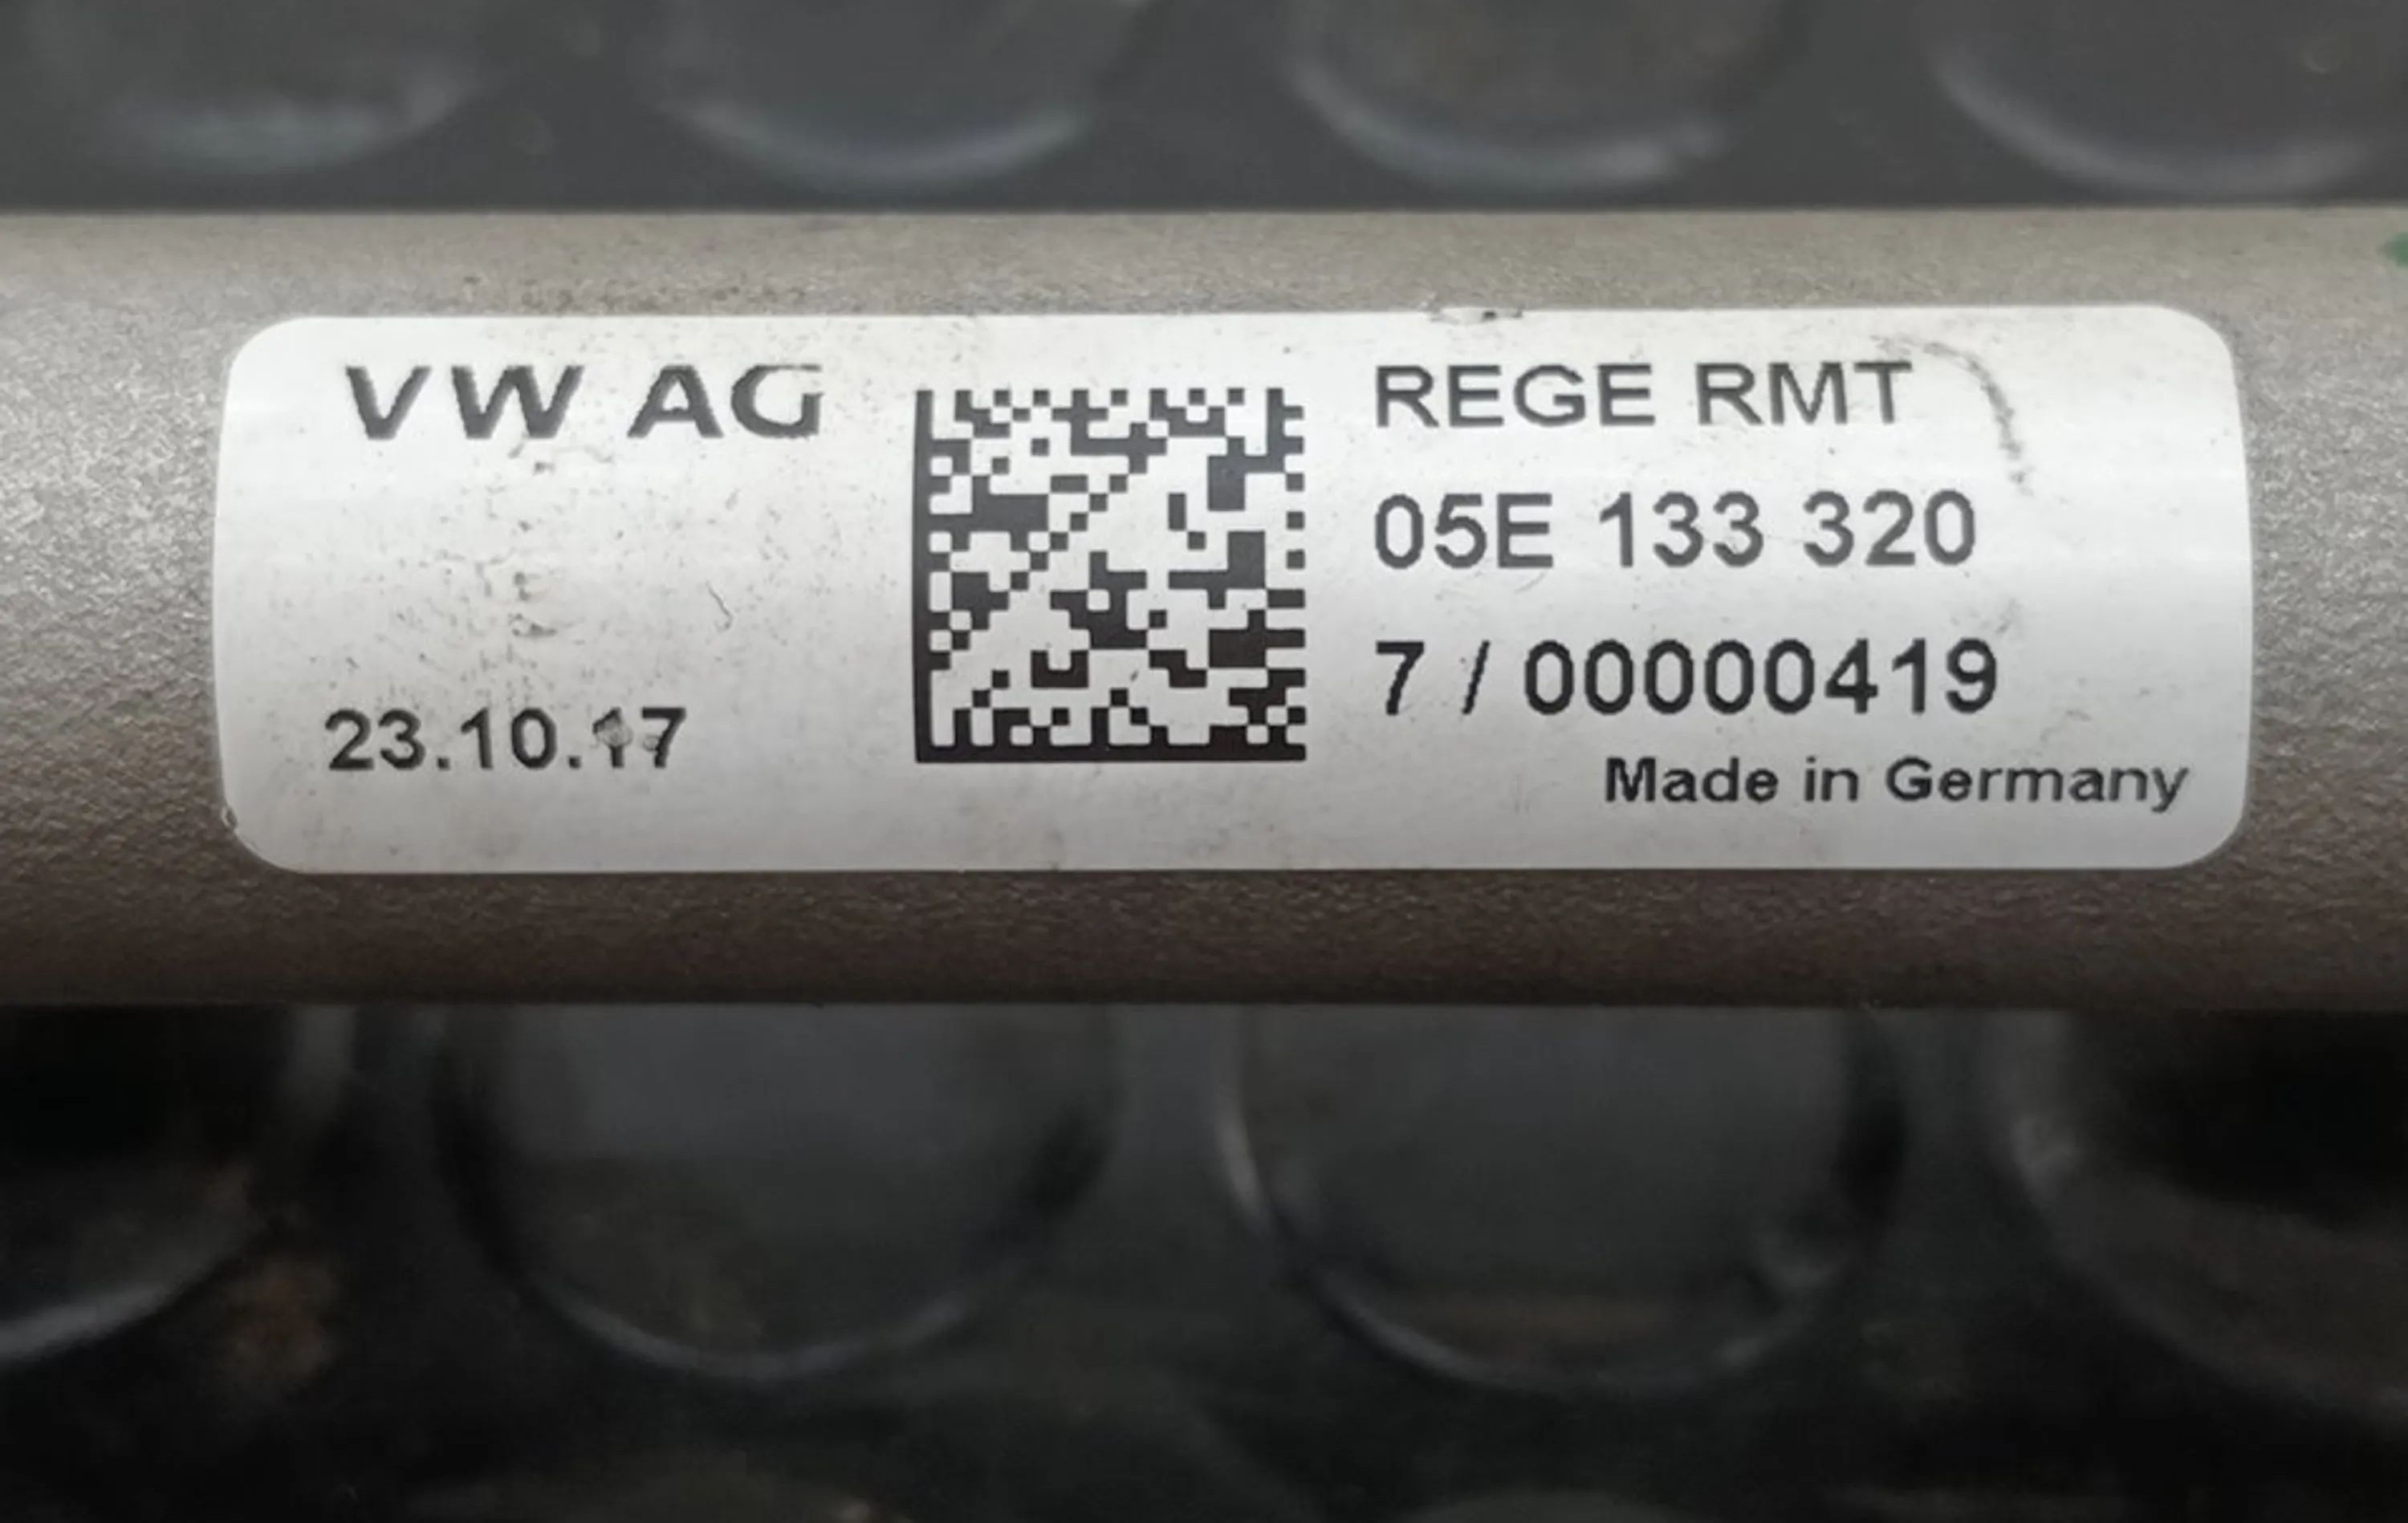 VW AG
23.10.17
REGE RMT
05E 133 320
7 / 00000419
Made in Germany